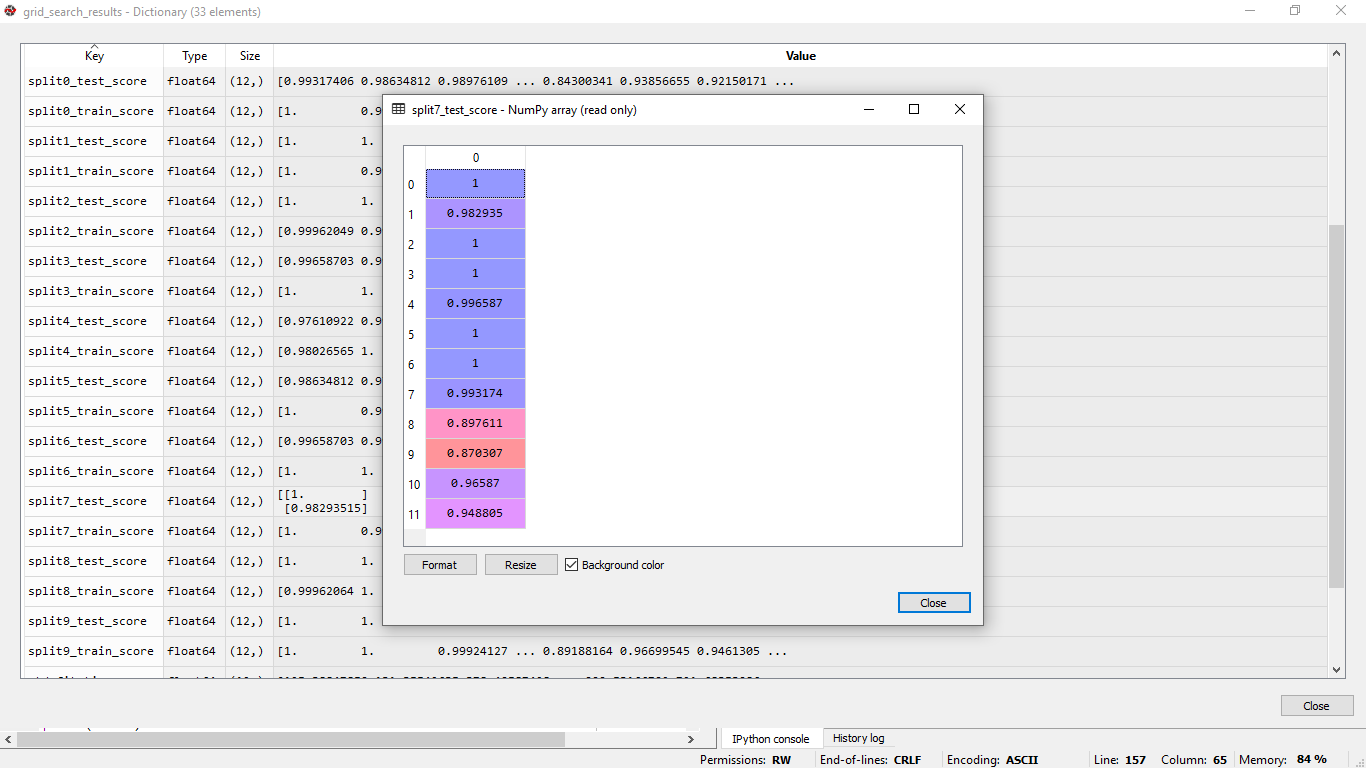 grid_search_results - Dictionary (33 elements)
Key Type Size Value
split0_test_score float64 (12,) [0.99317406 0.98634812 0.98976109 ... 0.84300341 0.93856655 0.92150171 ...
split0_train_score float64 (12,) [1. 0.9
split1_test_score float64 (12,) [1. 1.
split1_train_score float64 (12,) [1. 0.9
split2_test_score float64 (12,) [1. 1.
split2_train_score float64 (12,) [0.99962049 0.9
split3_test_score float64 (12,) [0.99658703 0.9
split3_train_score float64 (12,) [1. 1.
split4_test_score float64 (12,) [0.97610922 0.9
split4_train_score float64 (12,) [0.98026565 1.
split5_test_score float64 (12,) [0.98634812 0.9
split5_train_score float64 (12,) [1. 0.9
split6_test_score float64 (12,) [0.99658703 0.9
split6_train_score float64 (12,) [1. 1.
split7_test_score float64 (12,) [[1. ]
[0.98293515]
split7_train_score float64 (12,) [1. 0.9
split8_test_score float64 (12,) [1. 1.
split8_train_score float64 (12,) [0.99962064 1.
split9_test_score float64 (12,) [1. 1.
split9_train_score float64 (12,) [1. 1. 0.99924127 ... 0.89188164 0.96699545 0.9461305 ...
split7_test_score - NumPy array (read only)
0
0 1
1 0.982935
2 1
3 1
4 0.996587
5 1
6 1
7 0.993174
8 0.897611
9 0.870307
10 0.96587
11 0.948805
Format Resize Background color
Close
Close
IPython console History log
Permissions: RW End-of-lines: CRLF Encoding: ASCII Line: 157 Column: 65 Memory: 84 %